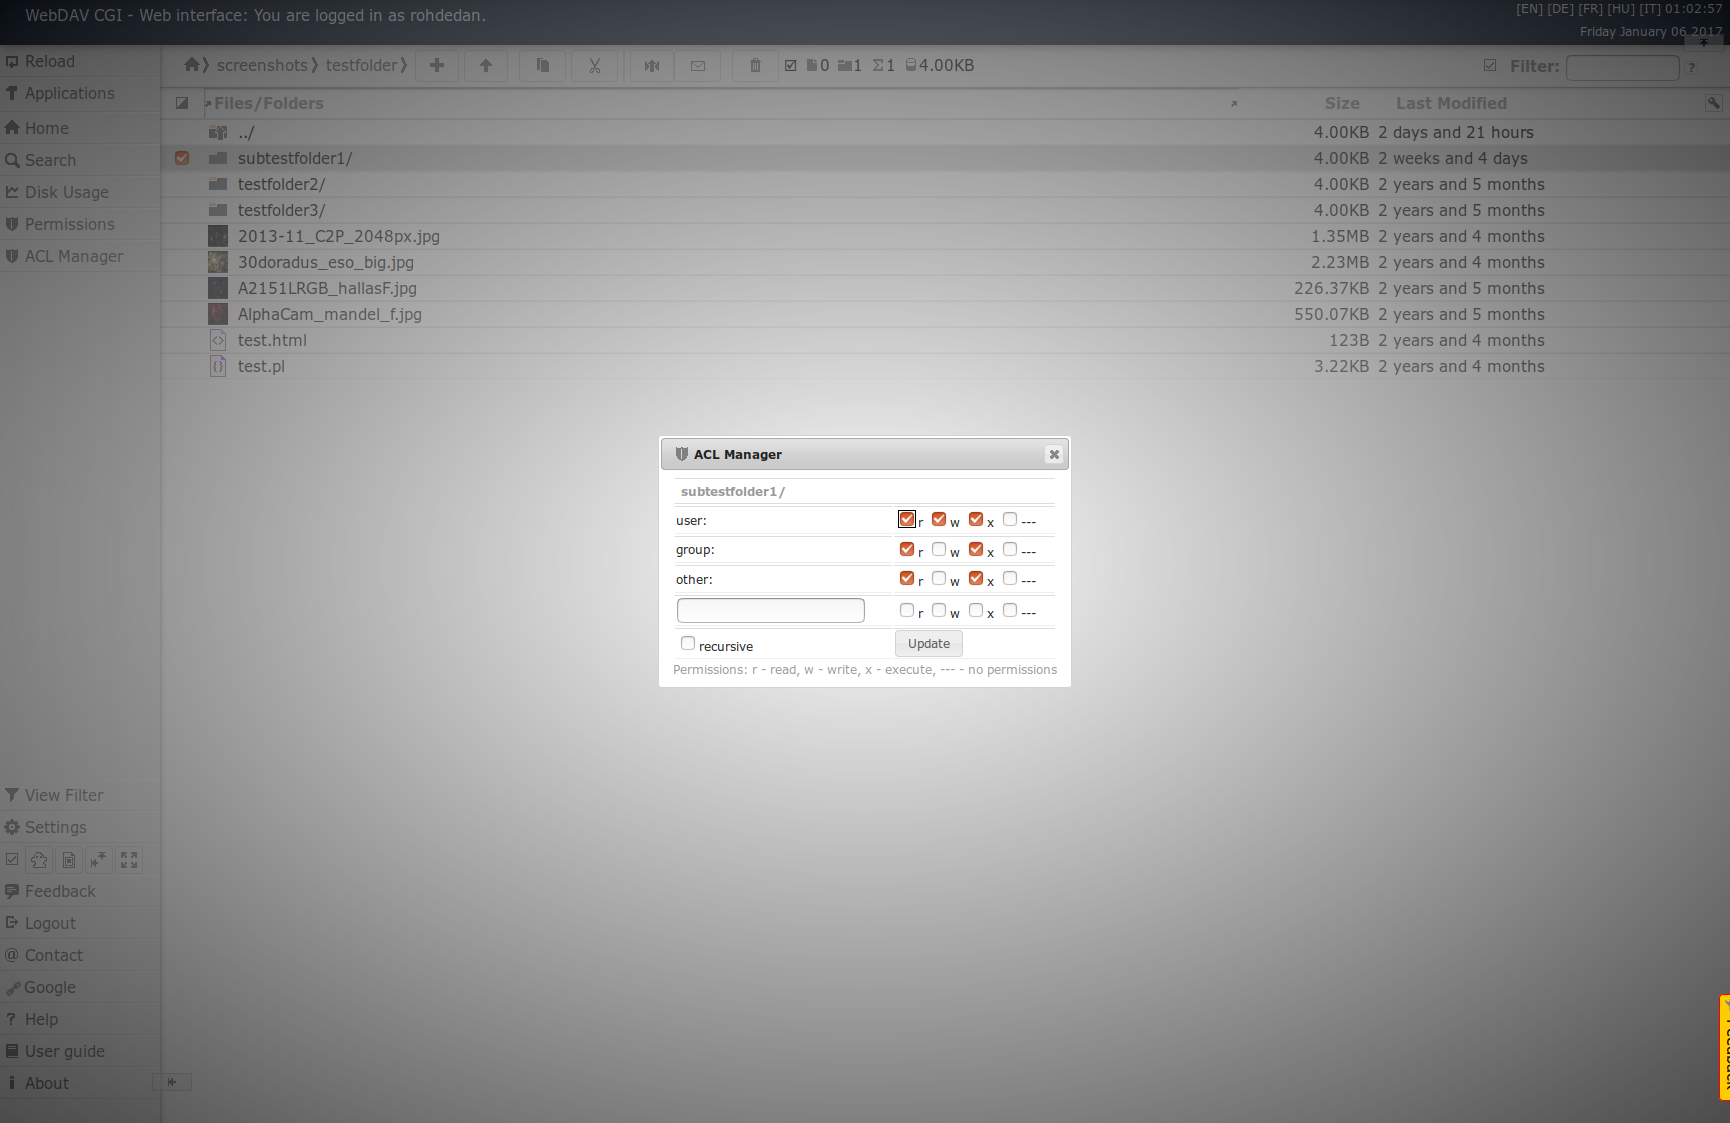 WebDAV CGI - Web interface: You are logged in as rohdedan.
[EN] [DE] [FR] [HU] [IT] 01:02:57
Friday January 06 2017
Reload
Applications
Home
Search
Disk Usage
Permissions
ACL Manager
screenshots
testfolder
0 1 Σ1 4.00KB
Filter:
?
Files/Folders Size Last Modified
../ 4.00KB 2 days and 21 hours
subtestfolder1/ 4.00KB 2 weeks and 4 days
testfolder2/ 4.00KB 2 years and 5 months
testfolder3/ 4.00KB 2 years and 5 months
2013-11_C2P_2048px.jpg 1.35MB 2 years and 4 months
30doradus_eso_big.jpg 2.23MB 2 years and 4 months
A2151LRGB_hallasF.jpg 226.37KB 2 years and 5 months
AlphaCam_mandel_f.jpg 550.07KB 2 years and 5 months
test.html 123B 2 years and 4 months
test.pl 3.22KB 2 years and 4 months
ACL Manager
subtestfolder1/
user: r w x ---
group: r w x ---
other: r w x ---
r w x ---
recursive Update
Permissions: r - read, w - write, x - execute, --- - no permissions
View Filter
Settings
Feedback
Logout
Contact
Google
Help
User guide
About
Feedback